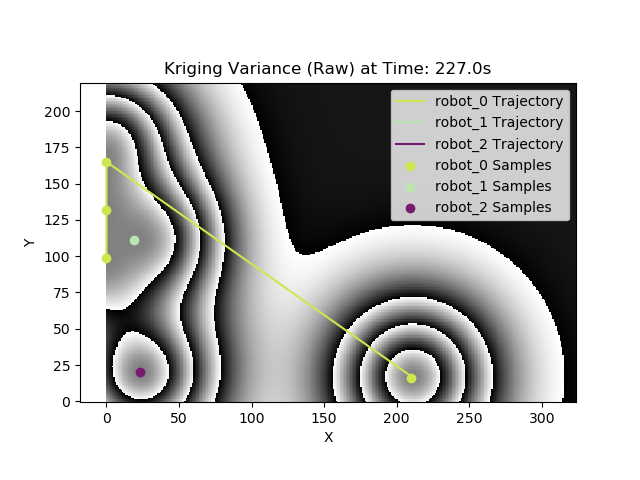 Kriging Variance (Raw) at Time: 227.0s
robot_0 Trajectory
robot_1 Trajectory
robot_2 Trajectory
robot_0 Samples
robot_1 Samples
robot_2 Samples
Y
200
175
150
125
100
75
50
25
0
0 50 100 150 200 250 300
X